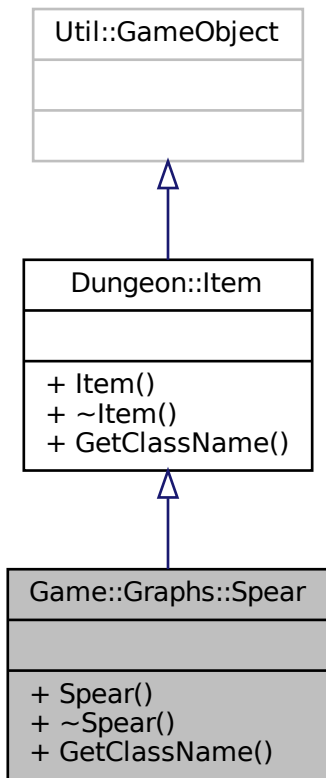 Util::GameObject
Dungeon::Item
+ Item()
+ ~Item()
+ GetClassName()
Game::Graphs::Spear
+ Spear()
+ ~Spear()
+ GetClassName()